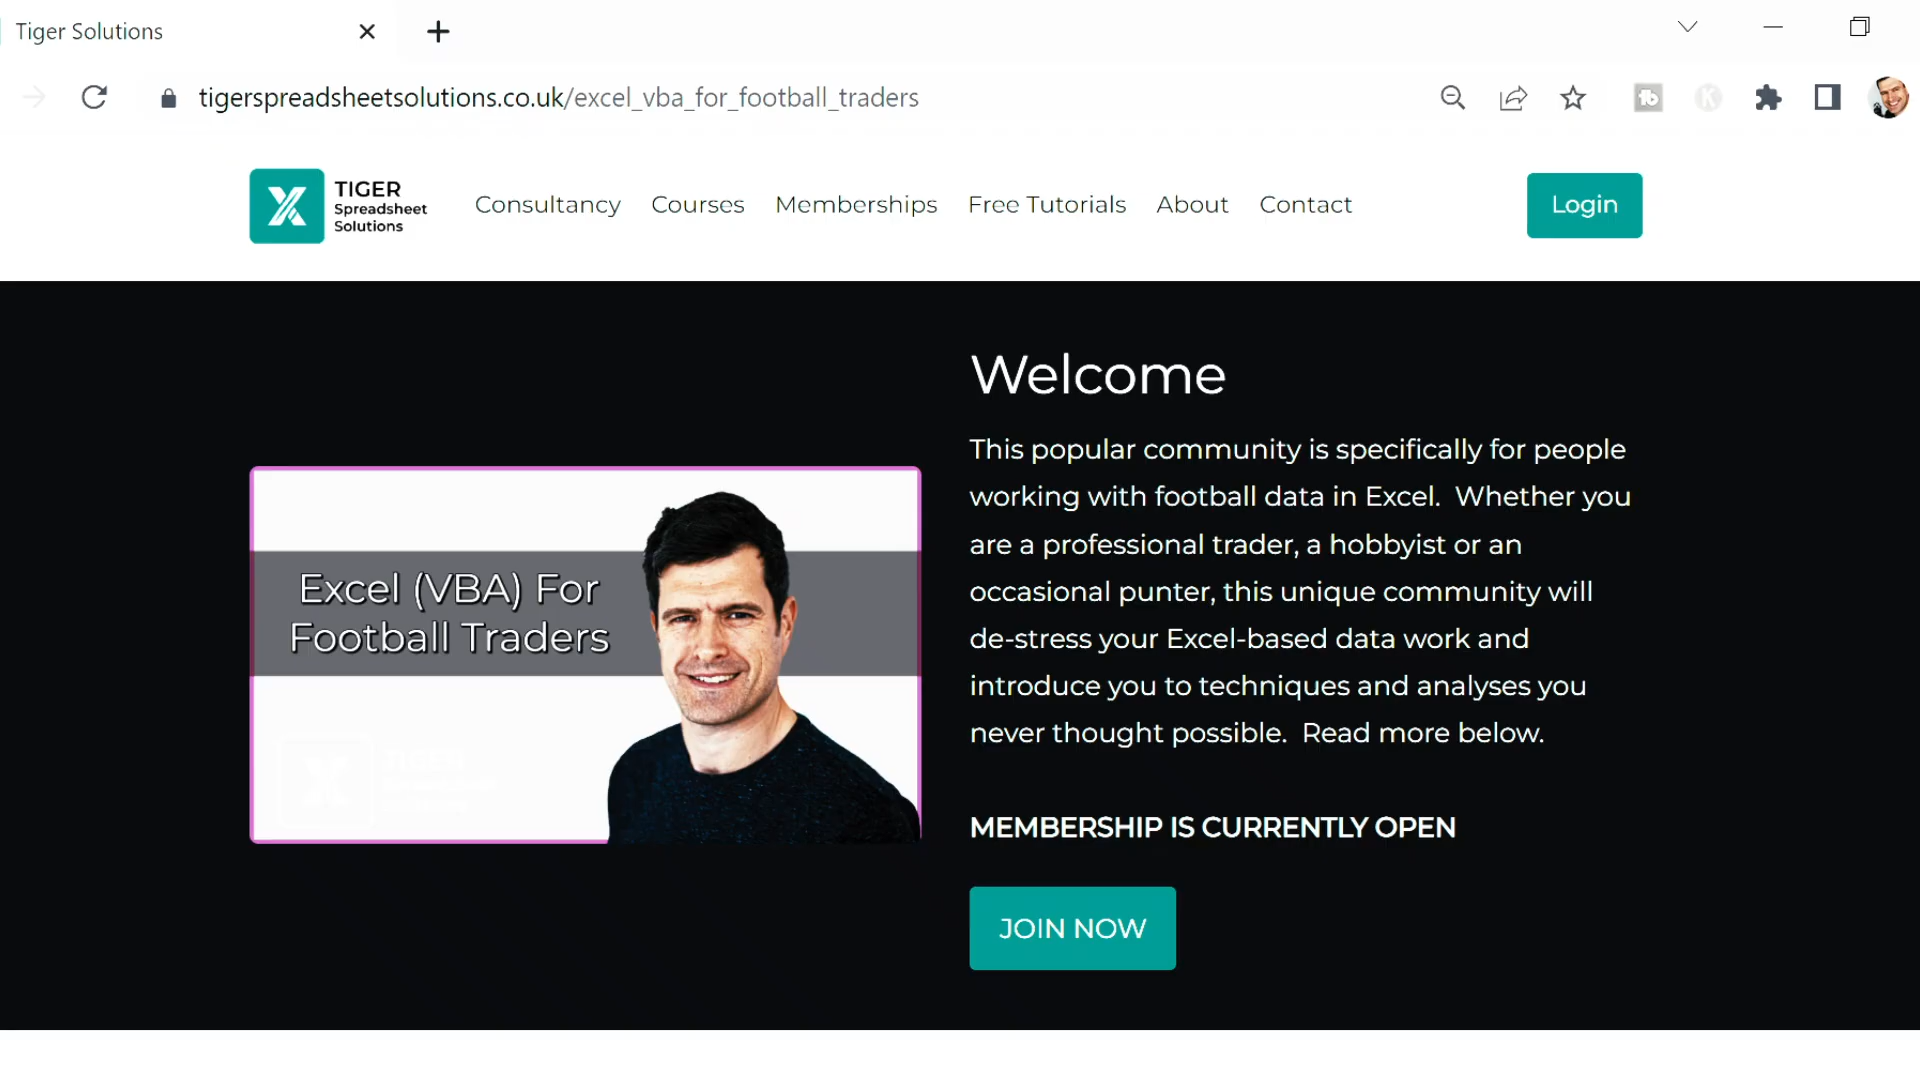 Tiger Solutions
tigerspreadsheetsolutions.co.uk/excel_vba_for_football_traders
TIGER
Spreadsheet
Solutions
Consultancy Courses Memberships Free Tutorials About Contact
Login
Welcome
This popular community is specifically for people
working with football data in Excel. Whether you
are a professional trader, a hobbyist or an
occasional punter, this unique community will
de-stress your Excel-based data work and
introduce you to techniques and analyses you
never thought possible. Read more below.
MEMBERSHIP IS CURRENTLY OPEN
JOIN NOW
Excel (VBA) For
Football Traders